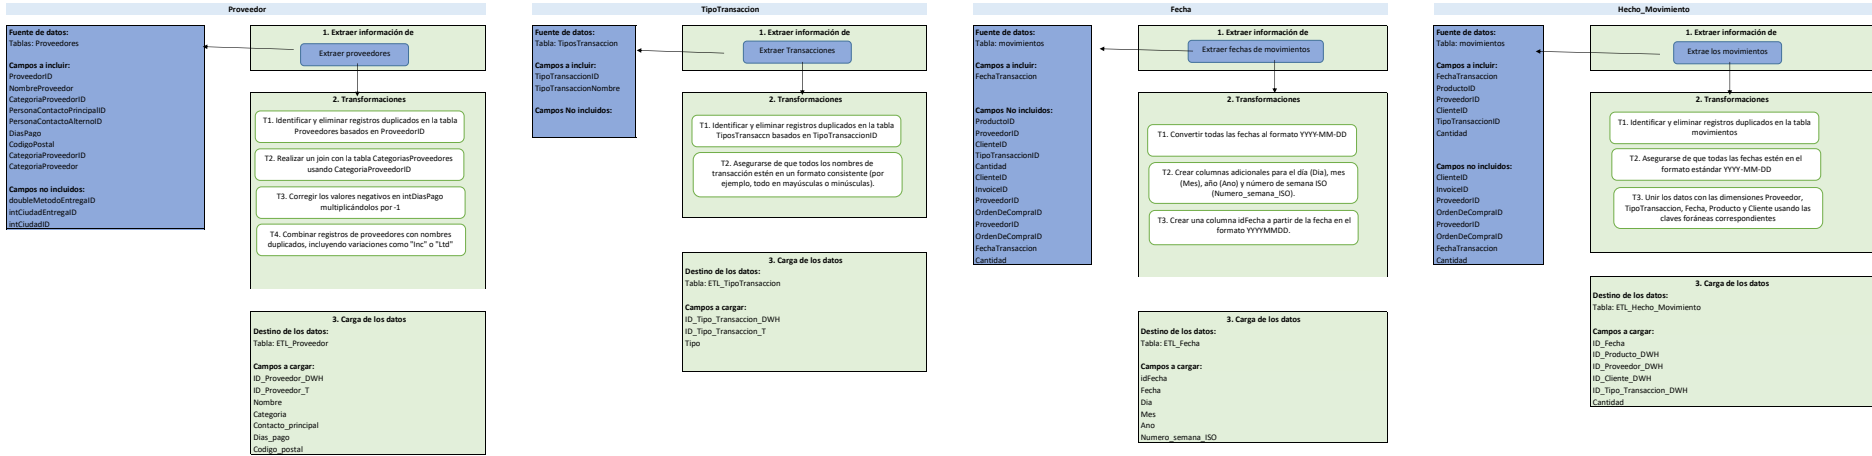 Proveedor
Fuente de datos:
Tablas: Proveedores
Campos a incluir:
ProveedorID
NombreProveedor
CategoriaProveedorID
PersonaContactoPrincipalID
PersonaContactoAlternoID
DiasPago
CodigoPostal
CategoriaProveedorID
CategoriaProveedor
Campos no incluidos:
doubleMetodoEntregaID
intCiudadEntregaID
intCiudadID
1. Extraer información de
Extraer proveedores
2. Transformaciones
T1. Identificar y eliminar registros duplicados en la tabla
Proveedores basados en ProveedorID
T2. Realizar un join con la tabla CategoriasProveedores
usando CategoriaProveedorID
T3. Corregir los valores negativos en intDiasPago
multiplicándolos por -1
T4. Combinar registros de proveedores con nombres
duplicados, incluyendo variaciones como "Inc" o "Ltd"
3. Carga de los datos
Destino de los datos:
Tabla: ETL_Proveedor
Campos a cargar:
ID_Proveedor_DWH
ID_Proveedor_T
Nombre
Categoria
Contacto_principal
Dias_pago
Codigo_postal
TipoTransaccion
Fuente de datos:
Tabla: TiposTransaccion
Campos a incluir:
TipoTransaccionID
TipoTransaccionNombre
Campos No incluidos:
1. Extraer información de
Extraer Transacciones
2. Transformaciones
T1. Identificar y eliminar registros duplicados en la tabla
TiposTransaccn basados en TipoTransaccionID
T2. Asegurarse de que todos los nombres de
transacción estén en un formato consistente (por
ejemplo, todo en mayúsculas o minúsculas).
3. Carga de los datos
Destino de los datos:
Tabla: ETL_TipoTransaccion
Campos a cargar:
ID_Tipo_Transaccion_DWH
ID_Tipo_Transaccion_T
Tipo
Fecha
Fuente de datos:
Tabla: movimientos
Campos a incluir:
FechaTransaccion
Campos No incluidos:
ProductoID
ProveedorID
ClienteID
TipoTransaccionID
Cantidad
ClienteID
InvoiceID
ProveedorID
OrdenDeCompraID
ProveedorID
OrdenDeCompraID
FechaTransaccion
Cantidad
1. Extraer información de
Extraer fechas de movimientos
2. Transformaciones
T1. Convertir todas las fechas al formato YYYY-MM-DD
T2. Crear columnas adicionales para el día (Dia), mes
(Mes), año (Ano) y número de semana ISO
(Numero_semana_ISO).
T3. Crear una columna idFecha a partir de la fecha en el
formato YYYYMMDD.
3. Carga de los datos
Destino de los datos:
Tabla: ETL_Fecha
Campos a cargar:
idFecha
Fecha
Dia
Mes
Ano
Numero_semana_ISO
Hecho_Movimiento
Fuente de datos:
Tabla: movimientos
Campos a incluir:
FechaTransaccion
ProductoID
ProveedorID
ClienteID
TipoTransaccionID
Cantidad
Campos no incluidos:
ClienteID
InvoiceID
ProveedorID
OrdenDeCompraID
ProveedorID
OrdenDeCompraID
FechaTransaccion
Cantidad
1. Extraer información de
Extrae los movimientos
2. Transformaciones
T1. Identificar y eliminar registros duplicados en la tabla
movimientos
T2. Asegurarse de que todas las fechas estén en el
formato estándar YYYY-MM-DD
T3. Unir los datos con las dimensiones Proveedor,
TipoTransaccion, Fecha, Producto y Cliente usando las
claves foráneas correspondientes
3. Carga de los datos
Destino de los datos:
Tabla: ETL_Hecho_Movimiento
Campos a cargar:
ID_Fecha
ID_Producto_DWH
ID_Proveedor_DWH
ID_Cliente_DWH
ID_Tipo_Transaccion_DWH
Cantidad